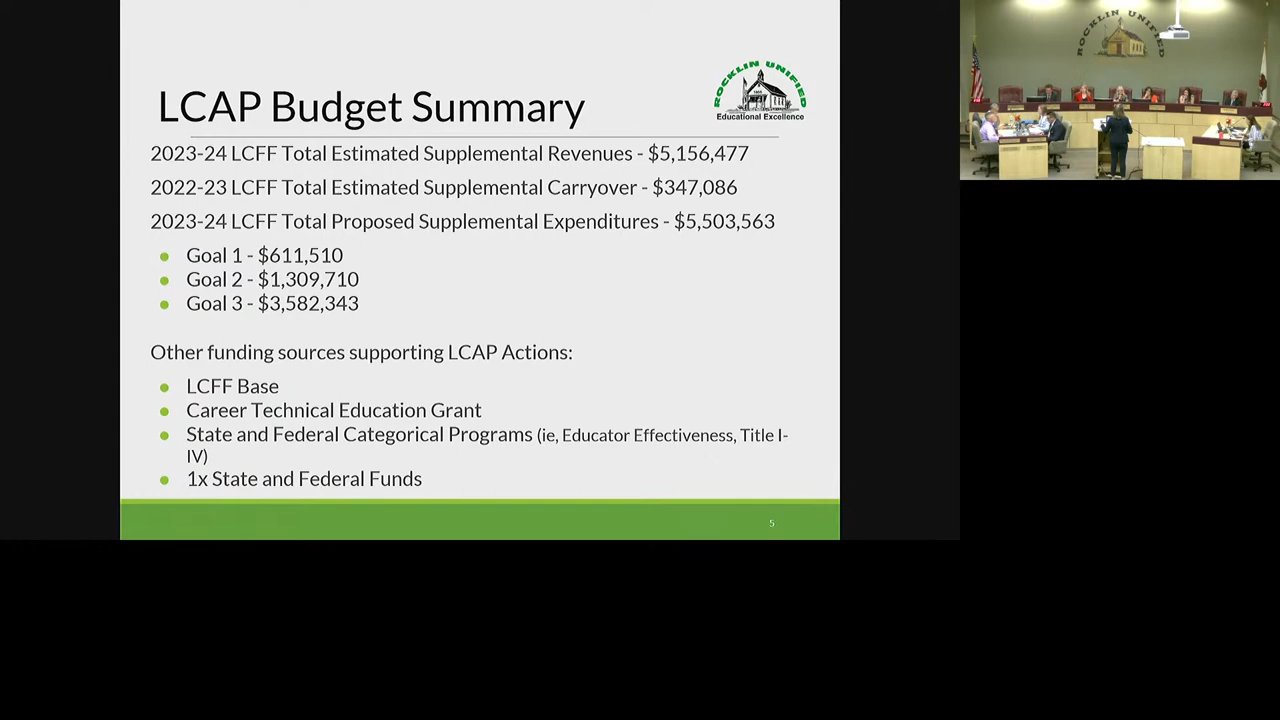 LCAP Budget Summary
ROCKLIN UNIFIED
Educational Excellence
2023-24 LCFF Total Estimated Supplemental Revenues - $5,156,477
2022-23 LCFF Total Estimated Supplemental Carryover - $347,086
2023-24 LCFF Total Proposed Supplemental Expenditures - $5,503,563
Goal 1 - $611,510
Goal 2 - $1,309,710
Goal 3 - $3,582,343
Other funding sources supporting LCAP Actions:
LCFF Base
Career Technical Education Grant
State and Federal Categorical Programs (ie, Educator Effectiveness, Title I-
IV)
1x State and Federal Funds
5
ROCKLIN UNIFIED